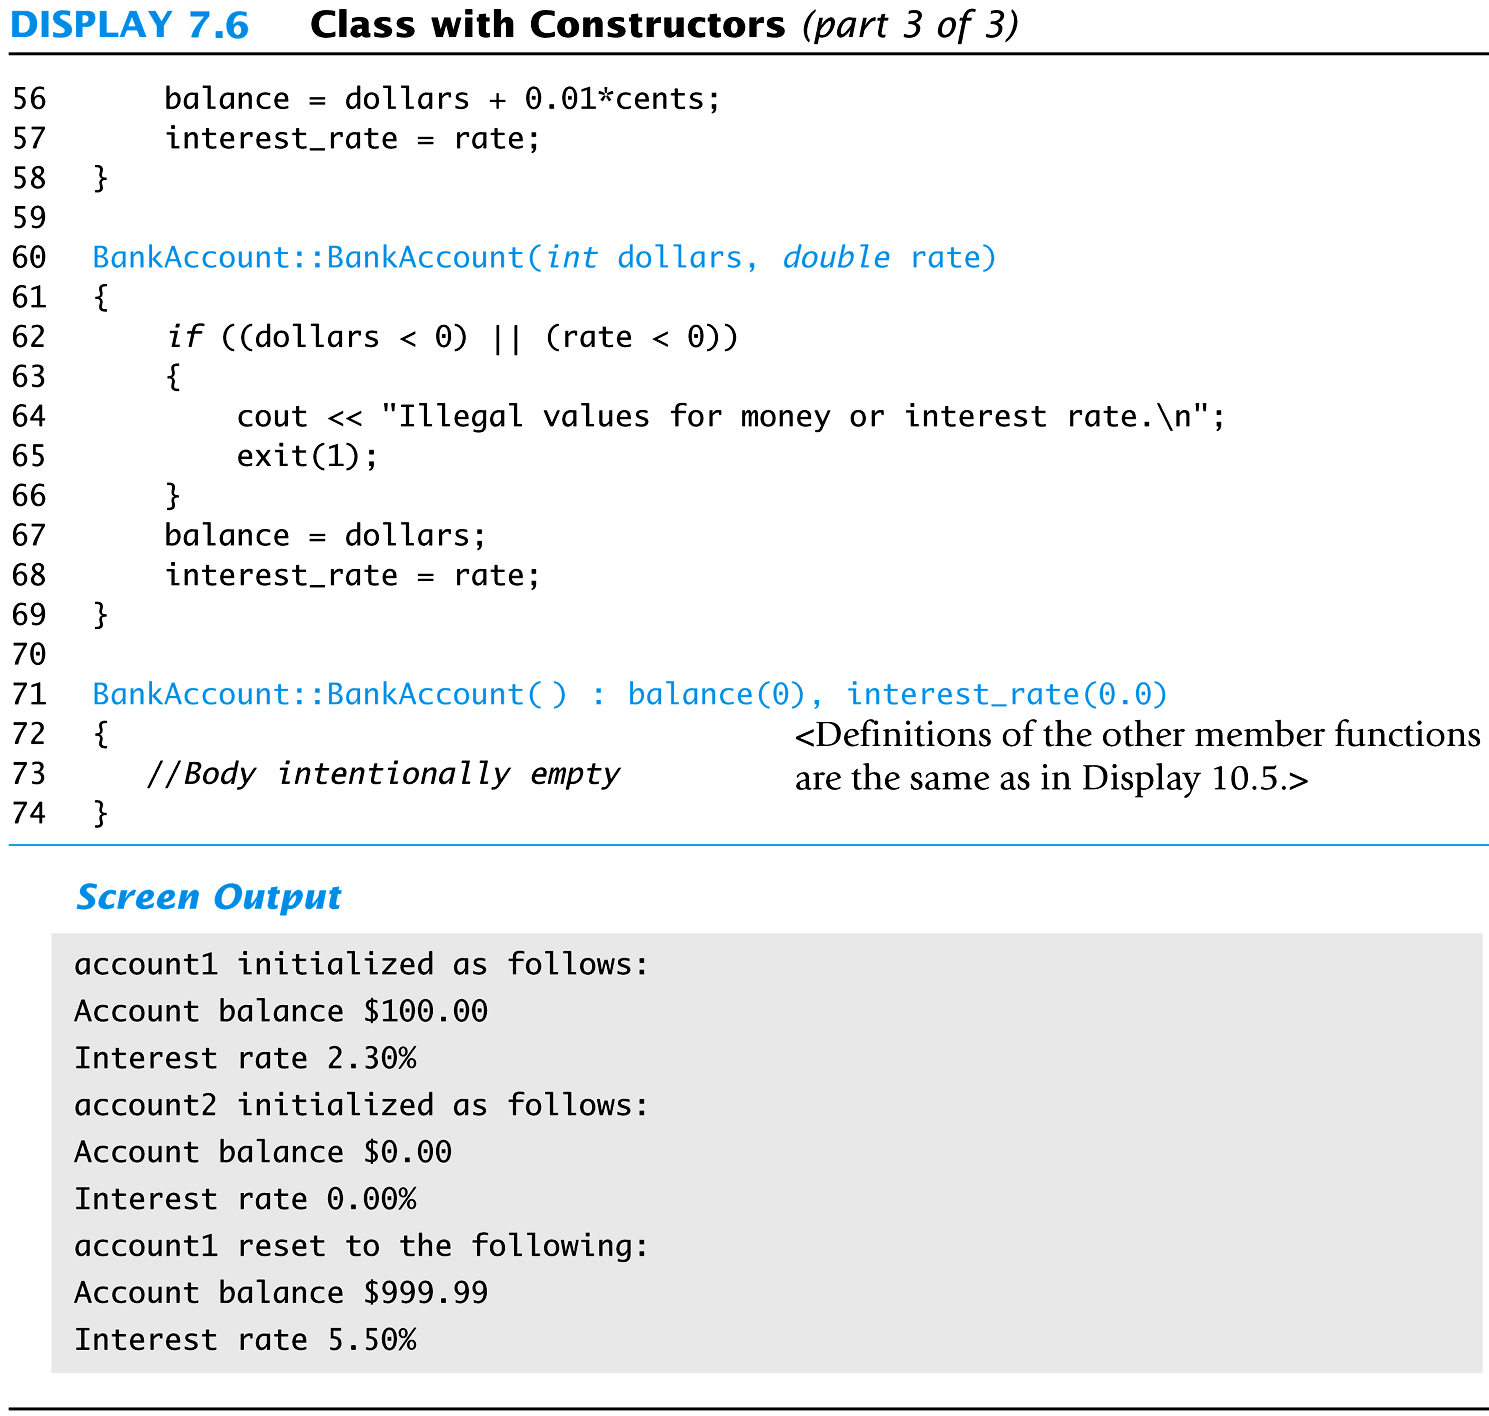 DISPLAY 7.6 Class with Constructors (part 3 of 3)
56 balance = dollars + 0.01*cents;
57 interest_rate = rate;
58 }
59
60 BankAccount::BankAccount(int dollars, double rate)
61 {
62 if ((dollars < 0) || (rate < 0))
63 {
64 cout << "Illegal values for money or interest rate.\n";
65 exit(1);
66 }
67 balance = dollars;
68 interest_rate = rate;
69 }
70
71 BankAccount::BankAccount( ) : balance(0), interest_rate(0.0)
72 {
<Definitions of the other member functions
73 //Body intentionally empty
are the same as in Display 10.5.>
74 }
Screen Output
account1 initialized as follows:
Account balance $100.00
Interest rate 2.30%
account2 initialized as follows:
Account balance $0.00
Interest rate 0.00%
account1 reset to the following:
Account balance $999.99
Interest rate 5.50%